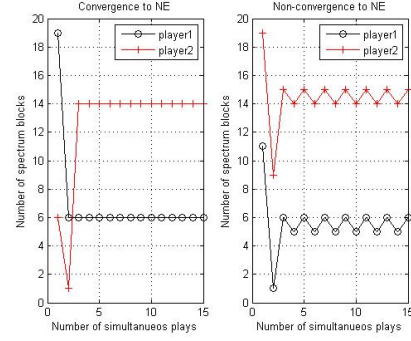 Convergence to NE
20
18
16
14
12
10
8
6
4
2
0
0 5 10 15
Number of spectrum blocks
Number of simultaneous plays
player1
player2
Non-convergence to NE
20
18
16
14
12
10
8
6
4
2
0
0 5 10 15
Number of spectrum blocks
Number of simultaneous plays
player1
player2